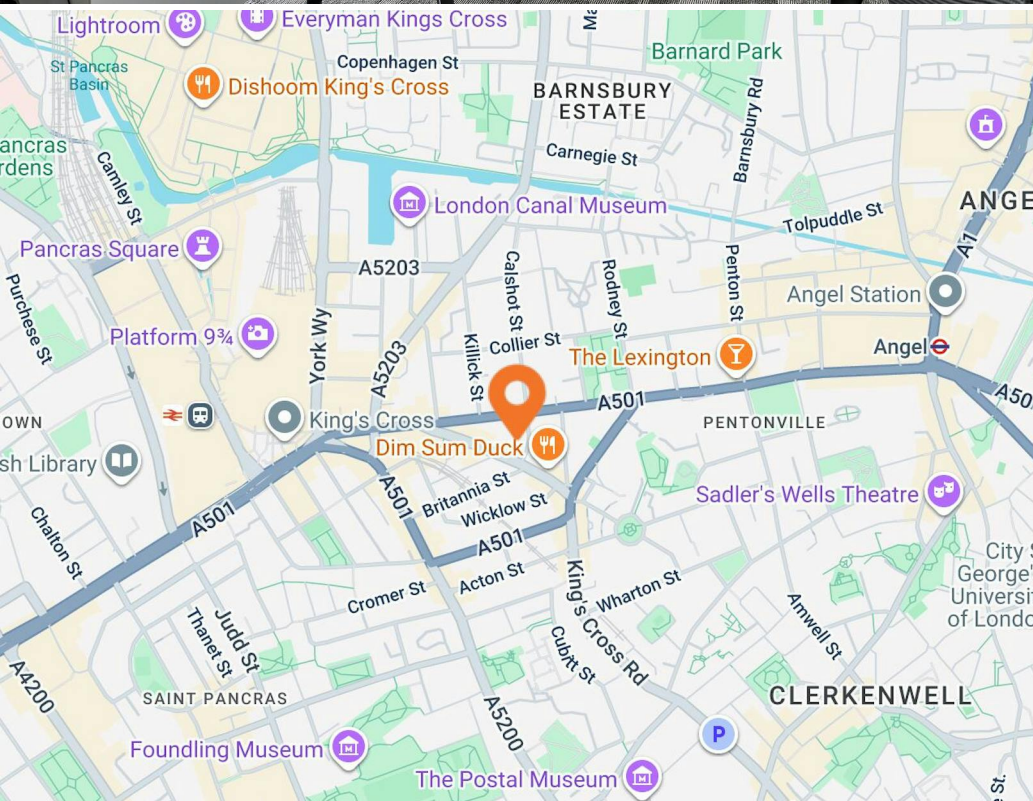 Lightroom
Everyman Kings Cross
Ma
Copenhagen St
Barnard Park
St Pancras
Basin
Dishoom King's Cross
BARNSBURY
ESTATE
Barnsbury Rd
ancras
rdens
Camley St
Carnegie St
London Canal Museum
ANGE
Tolpuddle St
Pancras Square
A1
A5203
Calshot St
Rodney St
Penton St
Purchese St
Angel Station
Platform 9¾
York Wy
A5203
Killick St
Collier St
The Lexington
Angel
A501
A50
OWN
King's Cross
PENTONVILLE
Dim Sum Duck
sh Library
A501
A501
Britannia St
Wicklow St
Sadler's Wells Theatre
Chalton St
A501
City S
George's
Universit
of Londo
Acton St
King's Cross Rd
Wharton St
Cromer St
Amwell St
Judd St
Thanet St
Cubitt St
A4200
SAINT PANCRAS
CLERKENWELL
A5200
P
Foundling Museum
The Postal Museum
St.